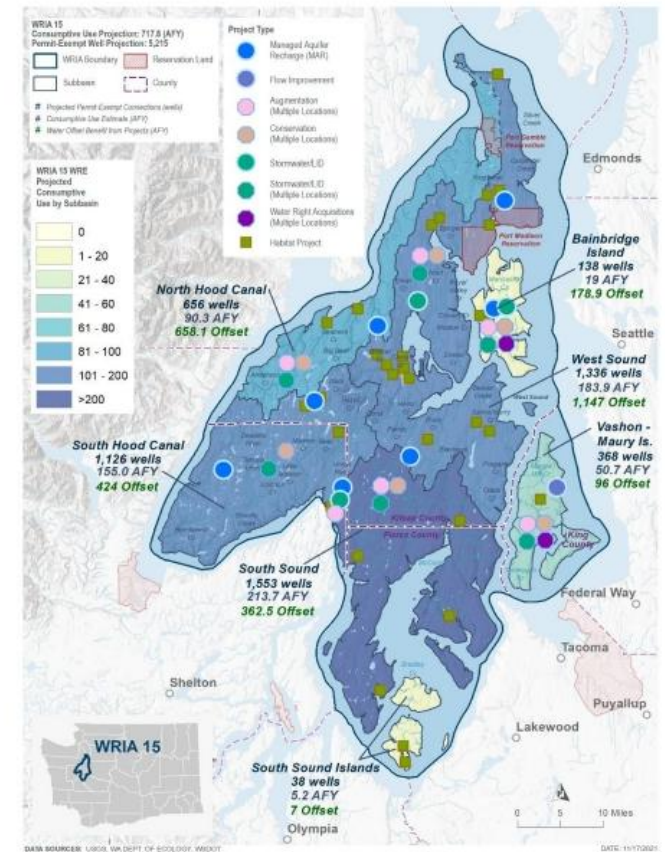 WRIA 15
Consumptive Use Projection: 717.8 (AFY)
Permit-Exempt Well Projection: 5,215
WRIA Boundary
Reservation Land
Subbasin
County
# Projected Permit Exempt Connections (wells)
# Consumptive Use Estimate (AFY)
# Water Offset Benefit from Projects (AFY)
WRIA 15 WRE
Projected
Consumptive
Use by Subbasin
0
1 - 20
21 - 40
41 - 60
61 - 80
81 - 100
101 - 200
>200
Project Type
Managed Aquifer
Recharge (MAR)
Flow Improvement
Augmentation
(Multiple Locations)
Conservation
(Multiple Locations)
Stormwater/LID
Stormwater/LID
(Multiple Locations)
Water Right Acquisitions
(Multiple Locations)
Habitat Project
Port Gamble
Reservation
Edmonds
Port Madison
Reservation
Bainbridge
Island
138 wells
19 AFY
178.9 Offset
North Hood Canal
656 wells
90.3 AFY
658.1 Offset
Seattle
West Sound
1,336 wells
183.9 AFY
1,147 Offset
Vashon -
Maury Is.
368 wells
50.7 AFY
96 Offset
South Hood Canal
1,126 wells
155.0 AFY
424 Offset
Kitsap County
Pierce County
King
County
South Sound
1,553 wells
213.7 AFY
362.5 Offset
Federal Way
Tacoma
Puyallup
Shelton
Lakewood
WRIA 15
South Sound Islands
38 wells
5.2 AFY
7 Offset
0 5 10 Miles
Olympia
DATA SOURCES: USGS, WA DEPT. OF ECOLOGY, WSDOT
DATE: 11/17/2021